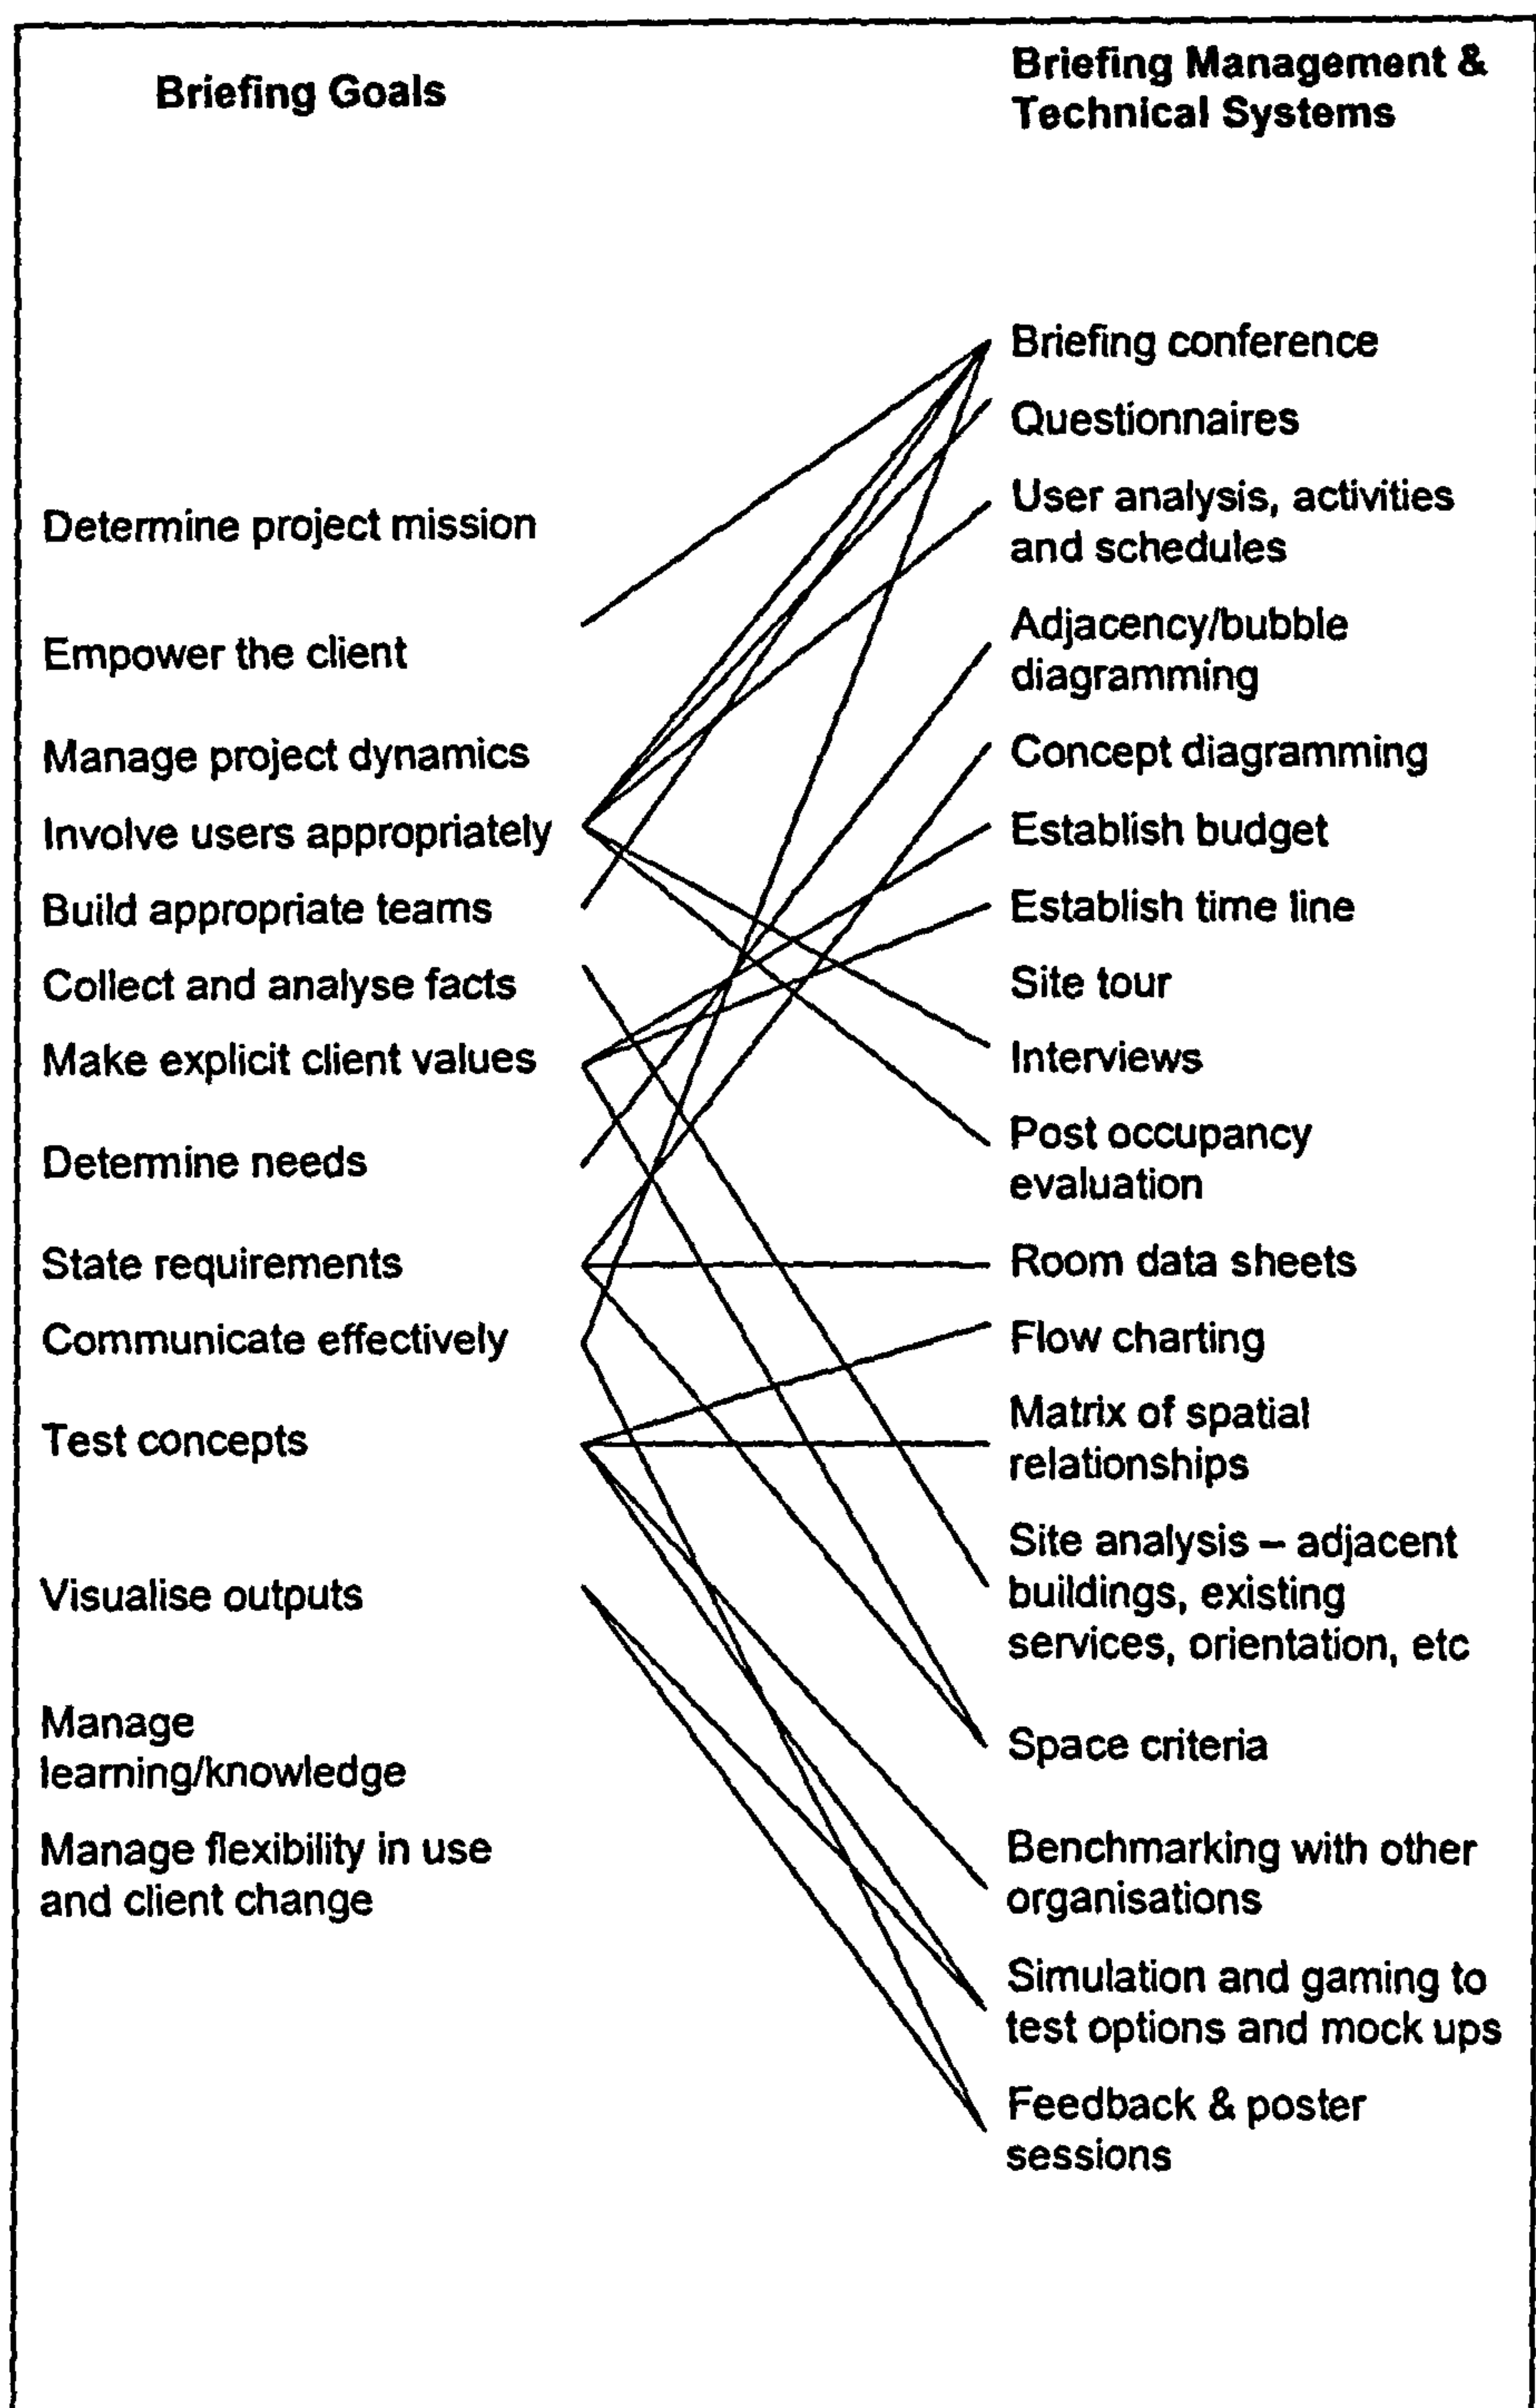 Briefing Goals
Briefing Management &
Technical Systems
Determine project mission
Empower the client
Manage project dynamics
Involve users appropriately
Build appropriate teams
Collect and analyse facts
Make explicit client values
Determine needs
State requirements
Communicate effectively
Test concepts
Visualise outputs
Manage
learning/knowledge
Manage flexibility in use
and client change
Briefing conference
Questionnaires
User analysis, activities
and schedules
Adjacency/bubble
diagramming
Concept diagramming
Establish budget
Establish time line
Site tour
Interviews
Post occupancy
evaluation
Room data sheets
Flow charting
Matrix of spatial
relationships
Site analysis – adjacent
buildings, existing
services, orientation, etc
Space criteria
Benchmarking with other
organisations
Simulation and gaming to
test options and mock ups
Feedback & poster
sessions